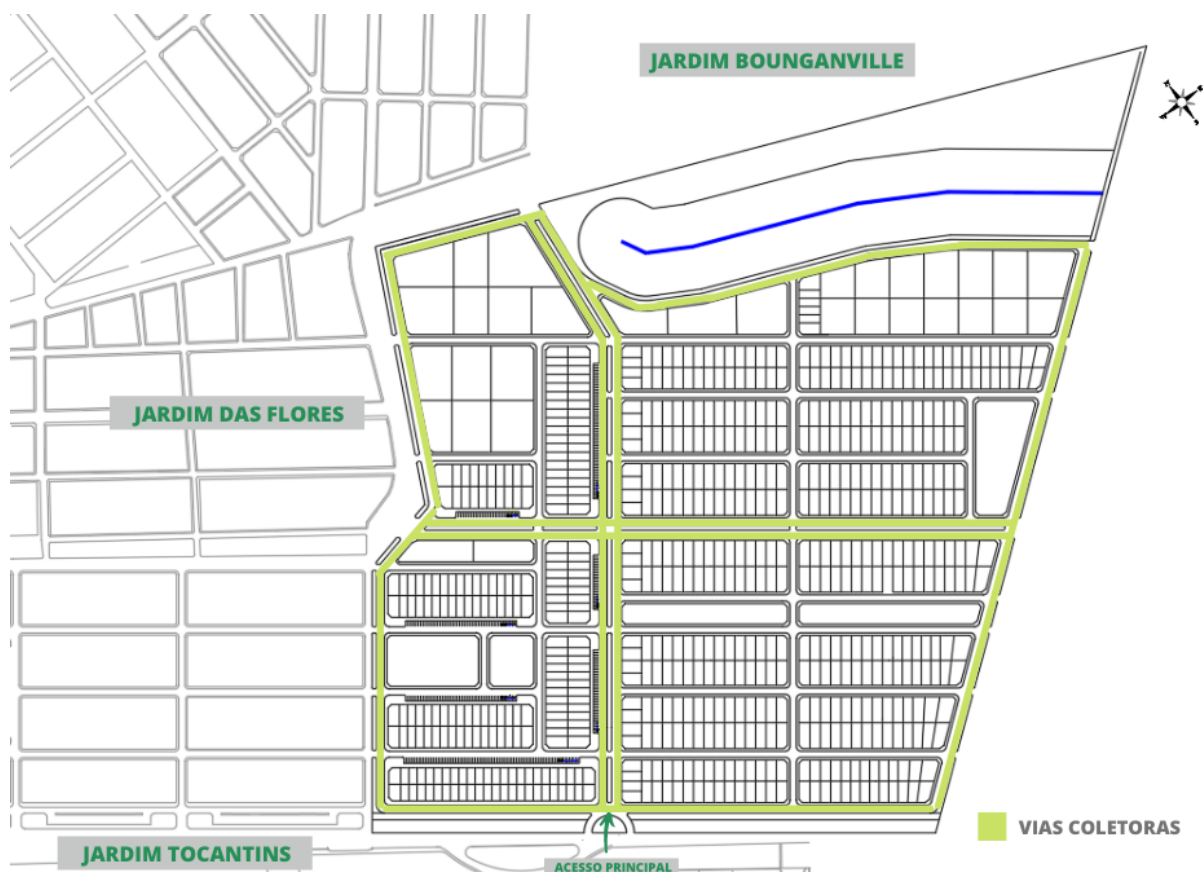 JARDIM BOUNGANVILLE
JARDIM DAS FLORES
VIAS COLETORAS
JARDIM TOCANTINS
ACESSO PRINCIPAL